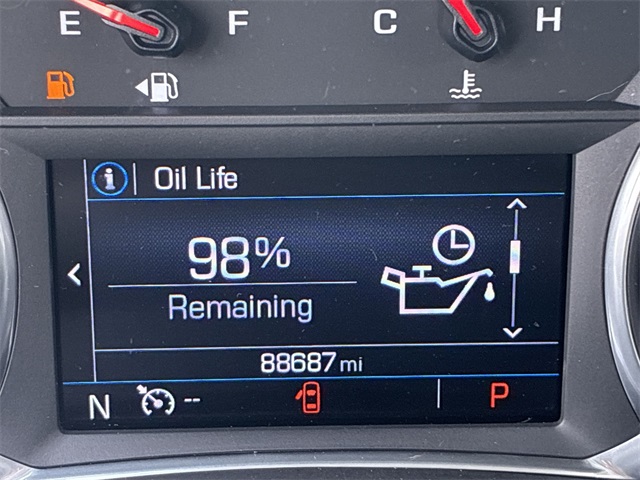 E F C H
Oil Life
98%
Remaining
88687 mi
N -- P